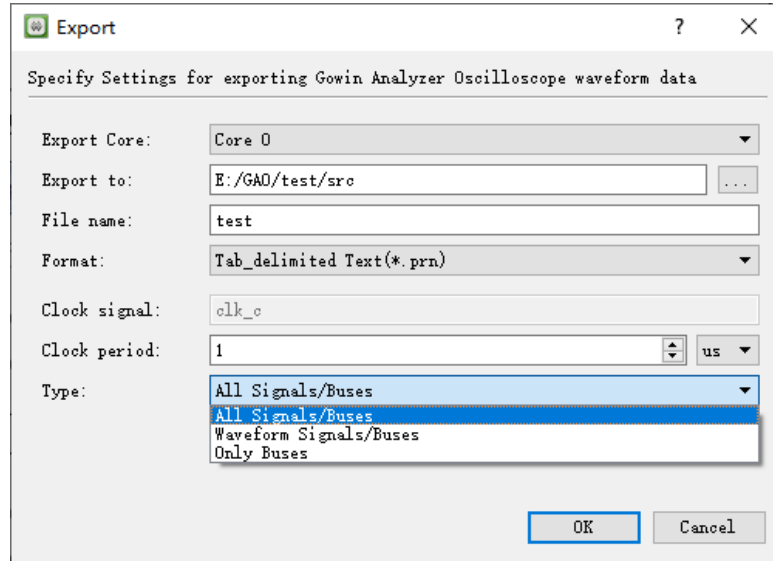 Export
Specify Settings for exporting Gowin Analyzer Oscilloscope waveform data
Export Core: Core 0
Export to: E:/GAO/test/src ...
File name: test
Format: Tab_delimited Text(*.prn)
Clock signal: clk_c
Clock period: 1 us
Type: All Signals/Buses
All Signals/Buses
Waveform Signals/Buses
Only Buses
OK Cancel